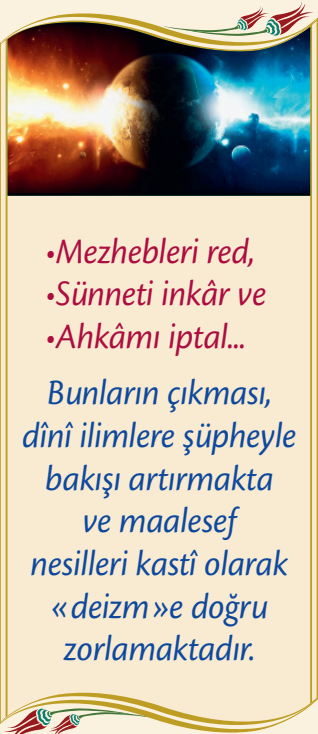 •Mezhebleri red,
•Sünneti inkâr ve
•Ahkâmı iptal...
Bunların çıkması,
dînî ilimlere şüpheyle
bakışı artırmakta
ve maalesef
nesilleri kastî olarak
«deizm»e doğru
zorlamaktadır.